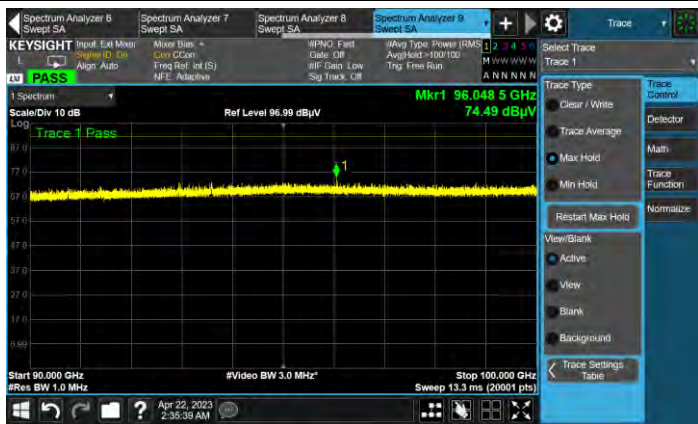 Spectrum Analyzer 6
Swept SA
Spectrum Analyzer 7
Swept SA
Spectrum Analyzer 8
Swept SA
Spectrum Analyzer 9
Swept SA
Trace
KEYSIGHT
L
LXI
PASS
Input: Ext Mixer
Signal ID: On
Align: Auto
Mixer Bias: +
Corr CCorr
Freq Ref: Int (S)
NFE: Adaptive
#PNO: Fast
Gate: Off
#IF Gain: Low
Sig Track: Off
#Avg Type: Power (RMS
Avg|Hold:>100/100
Trig: Free Run
1 2 3 4 5 6
M W W W W W
A N N N N N
1 Spectrum
Scale/Div 10 dB
Ref Level 96.99 dBµV
Mkr1 96.048 5 GHz
74.49 dBµV
Log
Trace 1 Pass
87.0
77.0
67.0
57.0
47.0
37.0
27.0
17.0
6.99
1
Start 90.000 GHz
#Res BW 1.0 MHz
#Video BW 3.0 MHz*
Stop 100.000 GHz
Sweep 13.3 ms (20001 pts)
Select Trace
Trace 1
Trace Type
Clear / Write
Trace Average
Max Hold
Min Hold
Restart Max Hold
View/Blank
Active
View
Blank
Background
Trace Settings
Table
Trace
Control
Detector
Math
Trace
Function
Normalize
?
Apr 22, 2023
2:35:39 AM